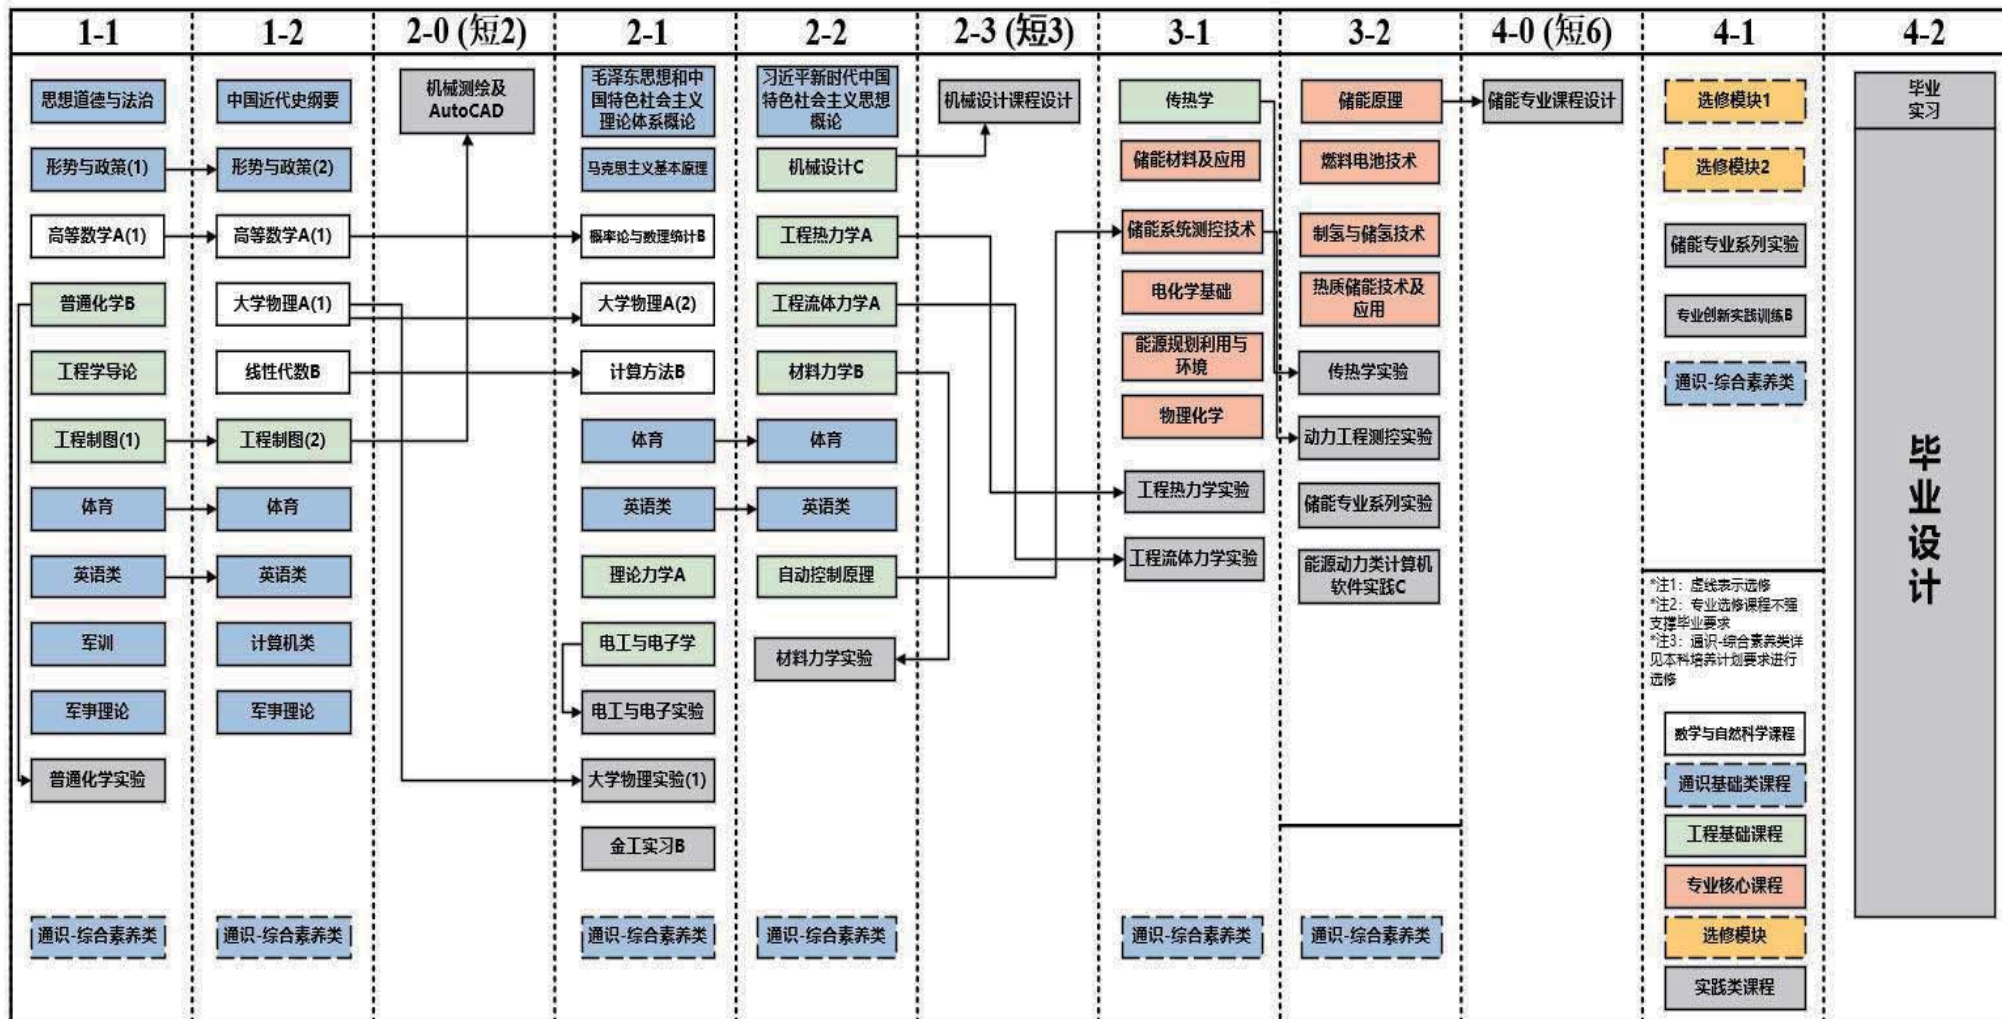 1-1
1-2
2-0 (短2)
2-1
2-2
2-3 (短3)
3-1
3-2
4-0 (短6)
4-1
4-2
思想道德与法治
形势与政策(1)
高等数学A(1)
普通化学B
工程学导论
工程制图(1)
体育
英语类
军训
军事理论
普通化学实验
通识-综合素养类
中国近代史纲要
形势与政策(2)
高等数学A(1)
大学物理A(1)
线性代数B
工程制图(2)
体育
英语类
计算机类
军事理论
通识-综合素养类
机械测绘及
AutoCAD
毛泽东思想和中
国特色社会主义
理论体系概论
马克思主义基本原理
概率论与数理统计B
大学物理A(2)
计算方法B
体育
英语类
理论力学A
电工与电子学
电工与电子实验
大学物理实验(1)
金工实习B
通识-综合素养类
习近平新时代中国
特色社会主义思想
概论
机械设计C
工程热力学A
工程流体力学A
材料力学B
体育
英语类
自动控制原理
材料力学实验
通识-综合素养类
机械设计课程设计
传热学
储能材料及应用
储能系统测控技术
电化学基础
能源规划利用与
环境
物理化学
工程热力学实验
工程流体力学实验
通识-综合素养类
储能原理
燃料电池技术
制氢与储氢技术
热质储能技术及
应用
传热学实验
动力工程测控实验
储能专业系列实验
能源动力类计算机
软件实践C
通识-综合素养类
储能专业课程设计
选修模块1
选修模块2
储能专业系列实验
专业创新实践训练B
通识-综合素养类
*注1：虚线表示选修
*注2：专业选修课程不强
支撑毕业要求
*注3：通识-综合素养类详
见本科培养计划要求进行
选修
数学与自然科学课程
通识基础类课程
工程基础课程
专业核心课程
选修模块
实践类课程
毕业
实习
毕
业
设
计